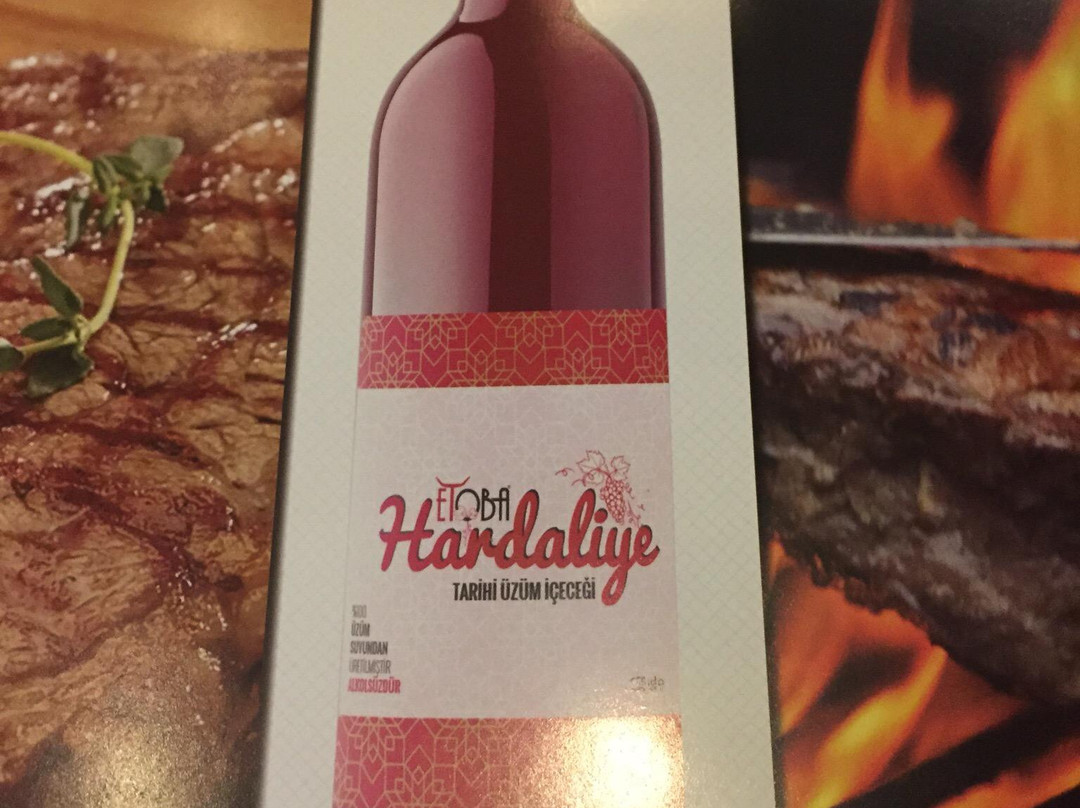 ETOBA
Hardaliye
TARİHİ ÜZÜM İÇECEĞİ
%100
ÜZÜM
SUYUNDAN
ÜRETİLMİŞTİR
ALKOLSÜZDÜR